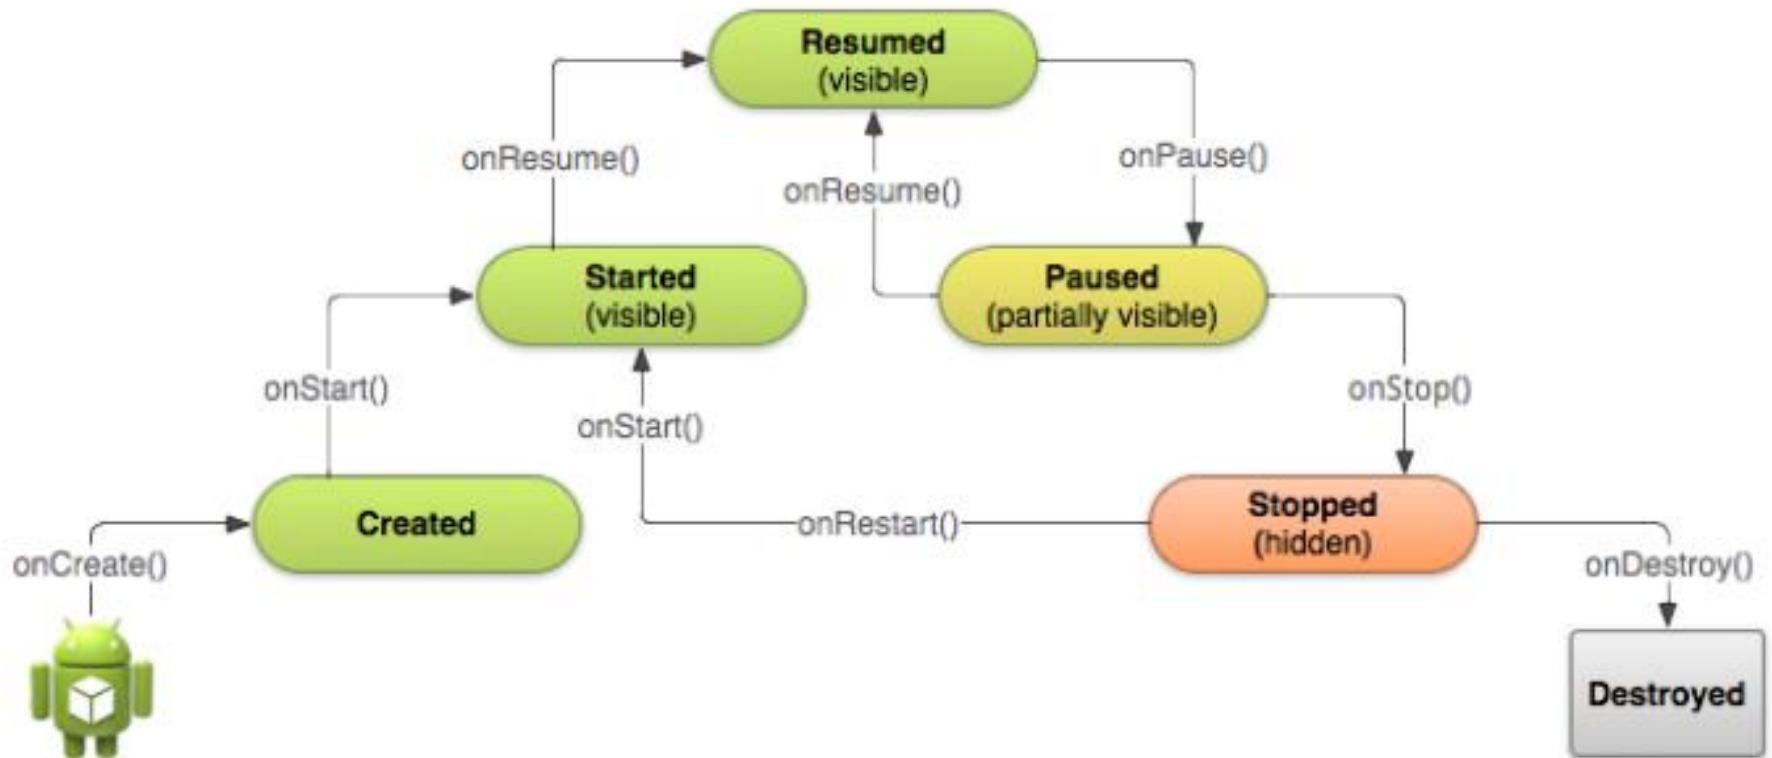 Resumed
(visible)
onResume()
onPause()
onResume()
Started
(visible)
Paused
(partially visible)
onStart()
onStop()
onStart()
Created
onRestart()
Stopped
(hidden)
onCreate()
onDestroy()
Destroyed